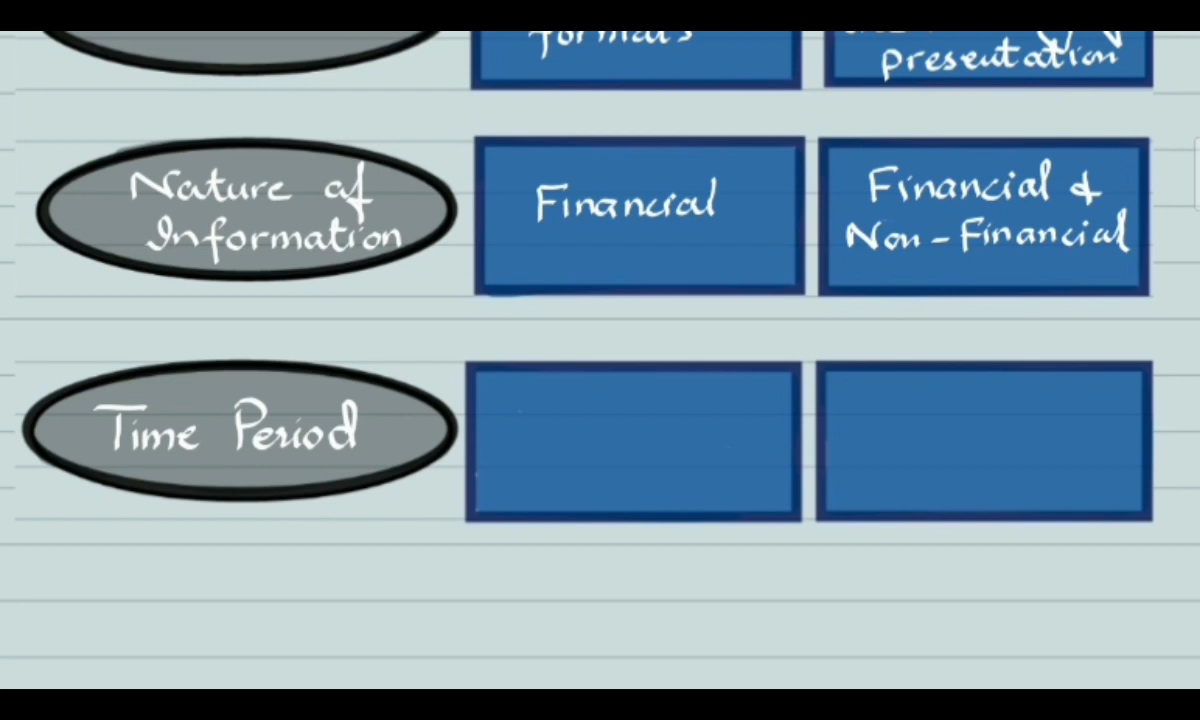 formats
presentation
Nature of
Information
Financial
Financial &
Non-Financial
Time Period